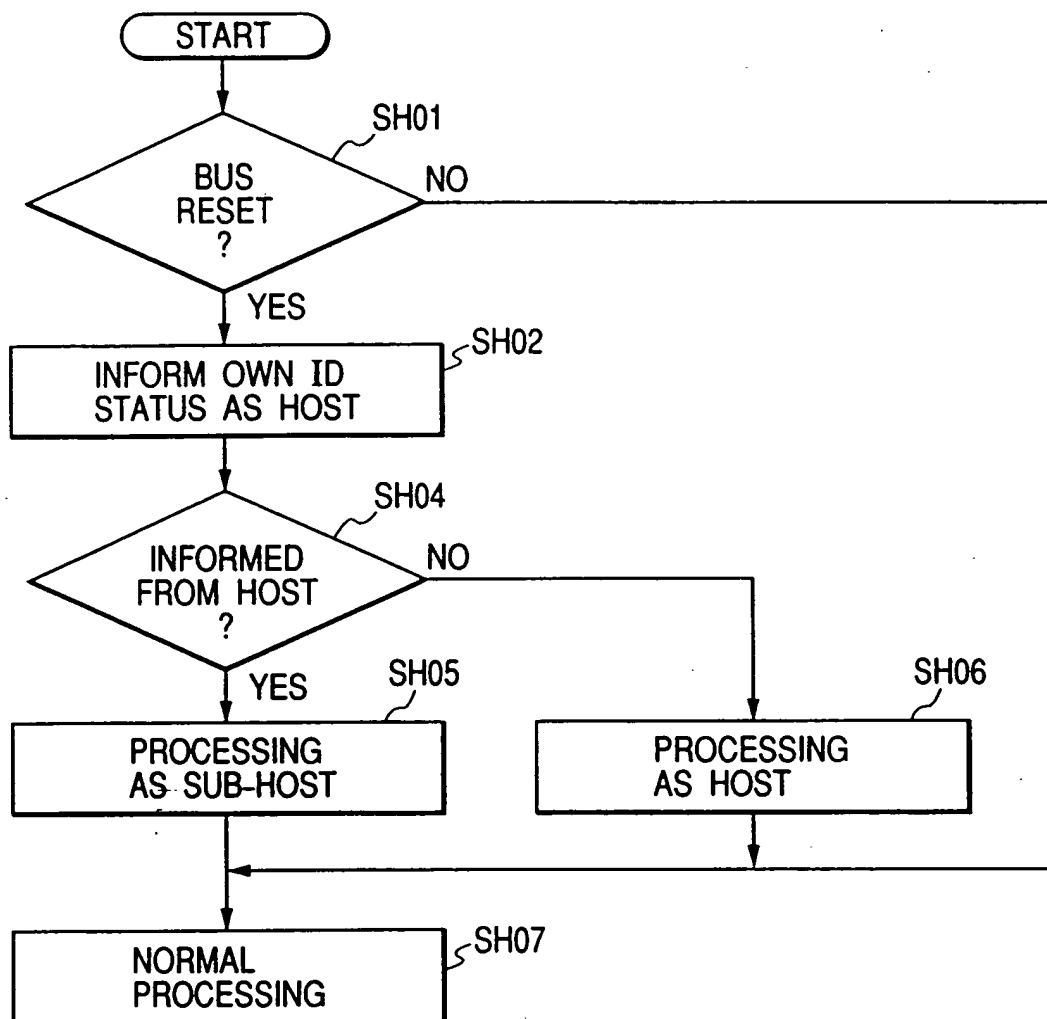 START
SH01
BUS
RESET
?
NO
YES
SH02
INFORM OWN ID
STATUS AS HOST
SH04
INFORMED
FROM HOST
?
NO
YES
SH05
PROCESSING
AS SUB-HOST
SH06
PROCESSING
AS HOST
SH07
NORMAL
PROCESSING